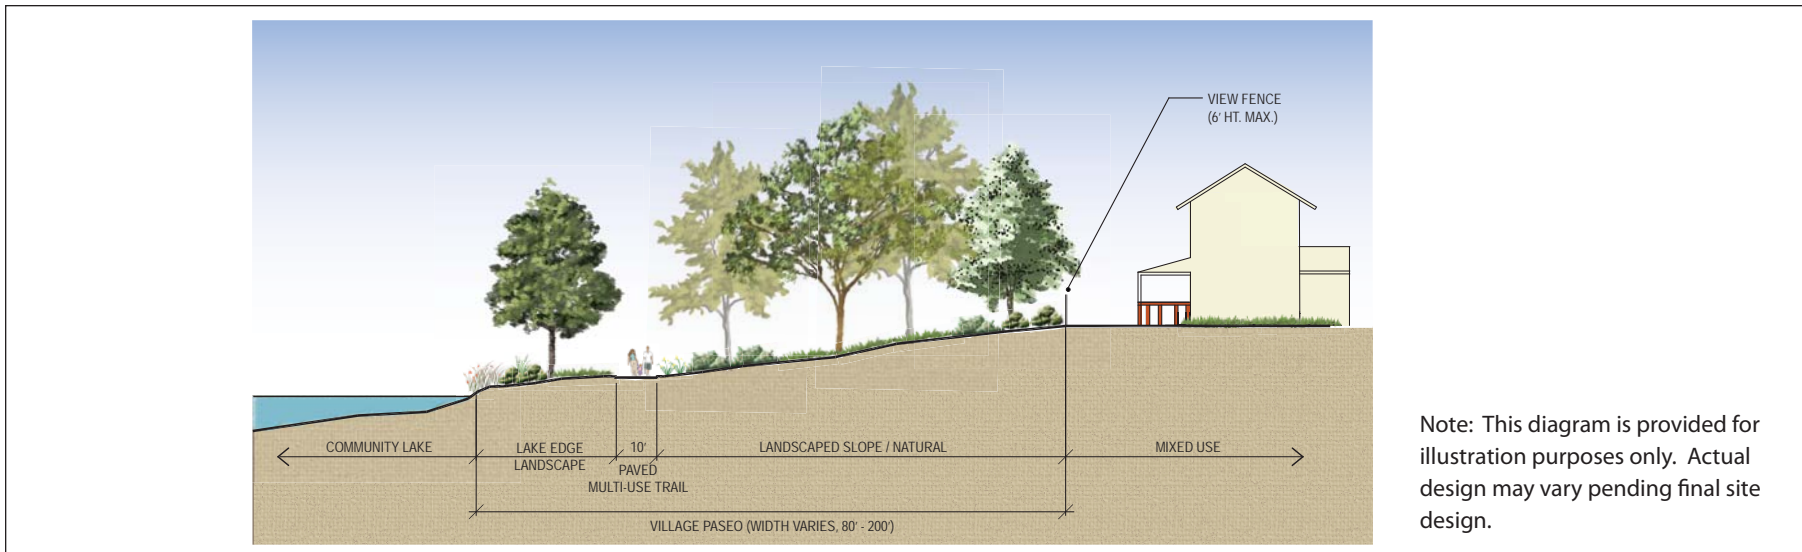 VIEW FENCE
(6' HT. MAX.)
COMMUNITY LAKE
LAKE EDGE
LANDSCAPE
10'
PAVED
MULTI-USE TRAIL
LANDSCAPED SLOPE / NATURAL
MIXED USE
VILLAGE PASEO (WIDTH VARIES, 80' - 200')
Note: This diagram is provided for
illustration purposes only. Actual
design may vary pending final site
design.